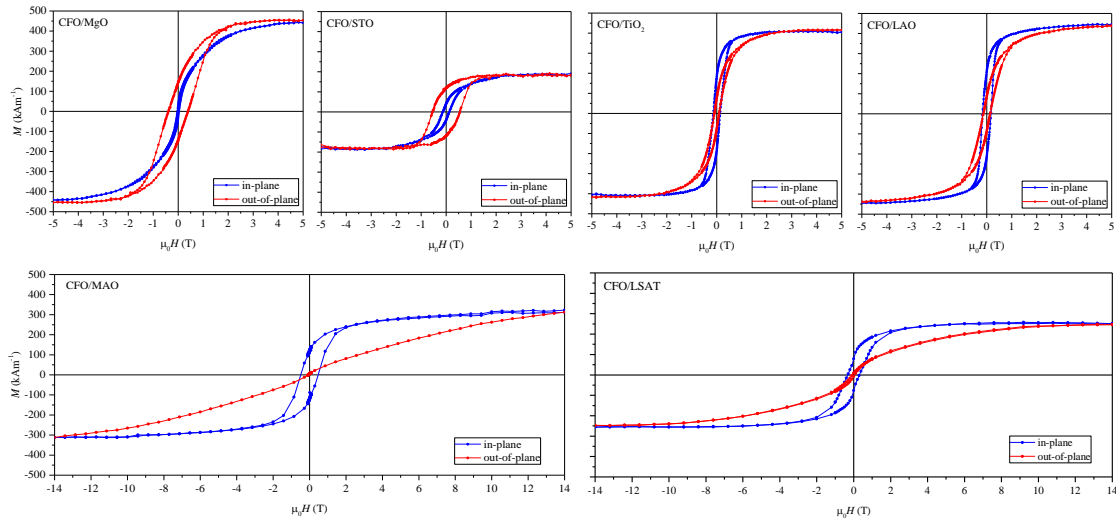 CFO/MgO
CFO/STO
CFO/TiO₂
CFO/LAO
500
400
300
200
100
0
-100
-200
-300
-400
-500
M (kAm⁻¹)
in-plane
out-of-plane
in-plane
out-of-plane
in-plane
out-of-plane
in-plane
out-of-plane
-5 -4 -3 -2 -1 0 1 2 3 4 5
-5 -4 -3 -2 -1 0 1 2 3 4 5
-5 -4 -3 -2 -1 0 1 2 3 4 5
-5 -4 -3 -2 -1 0 1 2 3 4 5
μ₀H (T)
μ₀H (T)
μ₀H (T)
μ₀H (T)
CFO/MAO
CFO/LSAT
500
400
300
200
100
0
-100
-200
-300
-400
-500
M (kAm⁻¹)
in-plane
out-of-plane
in-plane
out-of-plane
-14 -12 -10 -8 -6 -4 -2 0 2 4 6 8 10 12 14
-14 -12 -10 -8 -6 -4 -2 0 2 4 6 8 10 12 14
μ₀H (T)
μ₀H (T)